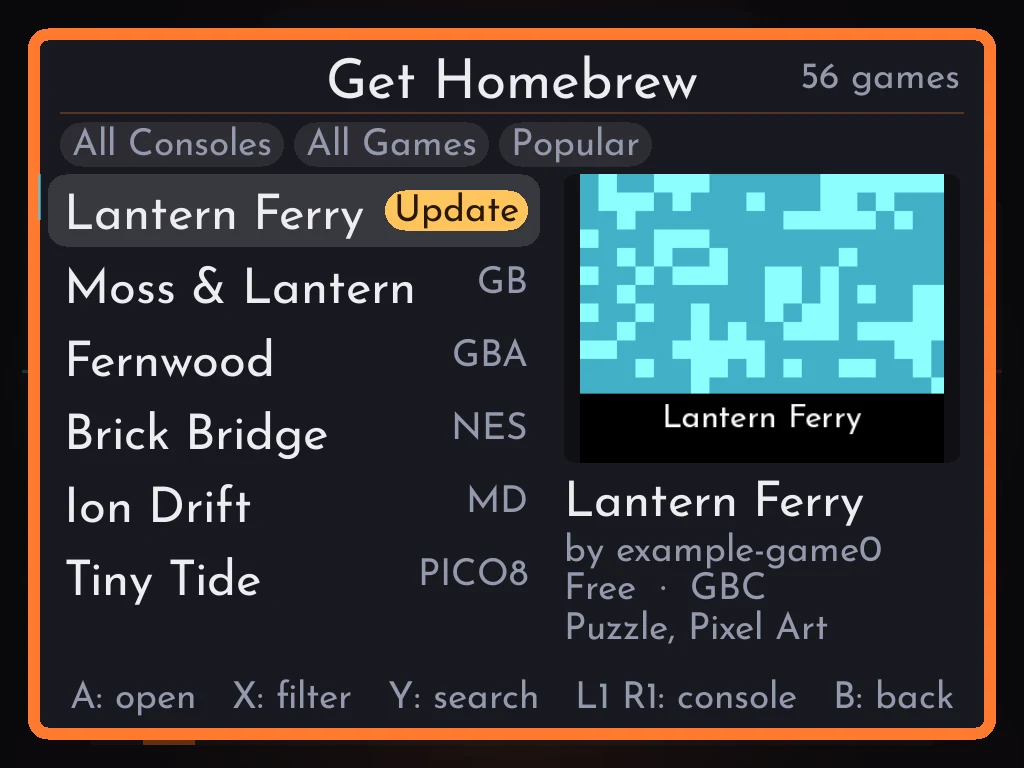 Get Homebrew
56 games
All Consoles
All Games
Popular
Lantern Ferry Update
Moss & Lantern GB
Fernwood GBA
Brick Bridge NES
Ion Drift MD
Tiny Tide PICO8
Lantern Ferry
Lantern Ferry
by example-game0
Free · GBC
Puzzle, Pixel Art
A: open X: filter Y: search L1 R1: console B: back